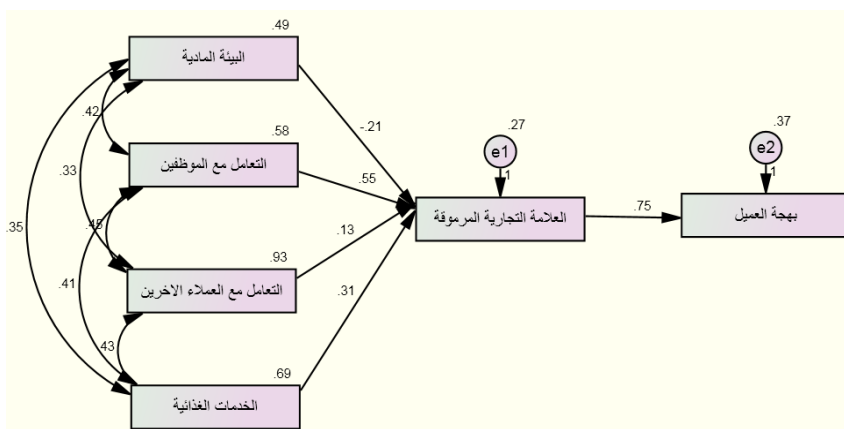 .49
البيئة المادية
.42
-.21
.27
.37
.58
e1
e2
.33
التعامل مع الموظفين
1
1
.55
.35
.45
العلامة التجارية المرموقة
.75
بهجة العميل
.13
.93
.41
التعامل مع العملاء الاخرين
.31
.43
.69
الخدمات الغذائية